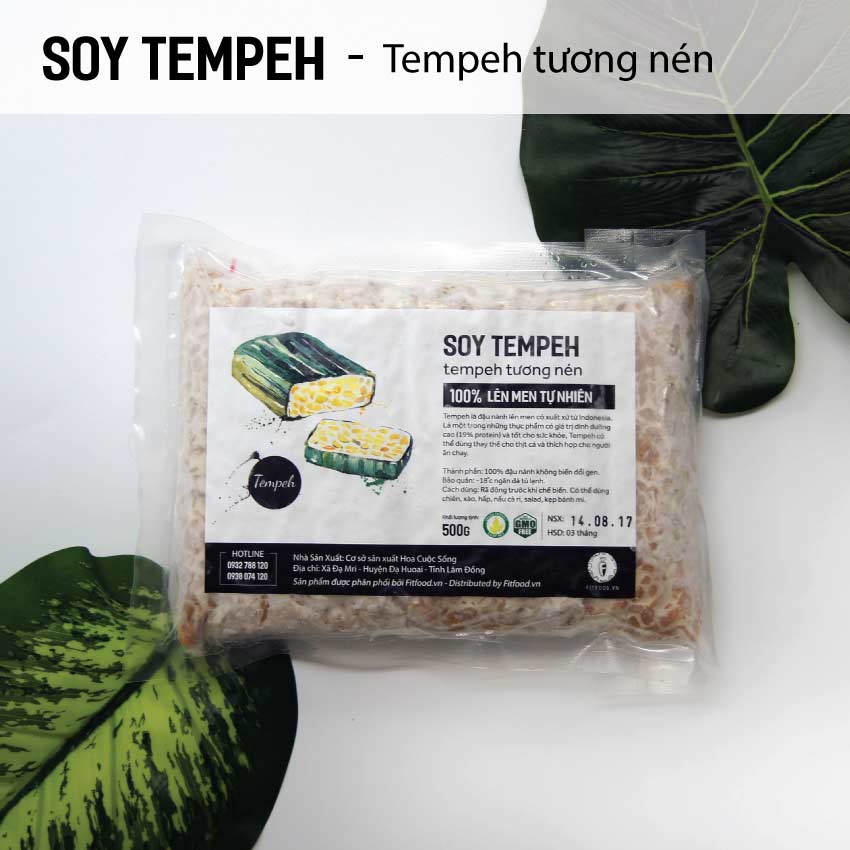 SOY TEMPEH - Tempeh tương nén
SOY TEMPEH
tempeh tương nén
100% LÊN MEN TỰ NHIÊN
Tempeh là đậu nành lên men có xuất xứ từ Indonesia.
Là một trong những thực phẩm có giá trị dinh dưỡng
cao (19% protein) và tốt cho sức khỏe, Tempeh có
thể dùng thay thế cho thịt cá và thích hợp cho người
ăn chay.
Thành phần: 100% đậu nành không biến đổi gen.
Bảo quản: -18°c ngăn đá tủ lạnh.
Cách dùng: Rã đông trước khi chế biến. Có thể dùng
chiên, xào, hấp, nấu cà ri, salad, kẹp bánh mì.
Tempeh
Khối lượng tịnh:
500G
GMO
FREE
NSX: 14.08.17
HSD: 03 tháng
HOTLINE
0932 788 120
0938 074 120
Nhà Sản Xuất: Cơ sở sản xuất Hoa Cuộc Sống
Địa chỉ: Xã Đạ Mri - Huyện Đạ Huoai - Tỉnh Lâm Đồng
Sản phẩm được phân phối bởi Fitfood.vn - Distributed by Fitfood.vn
F
FITFOOD.VN